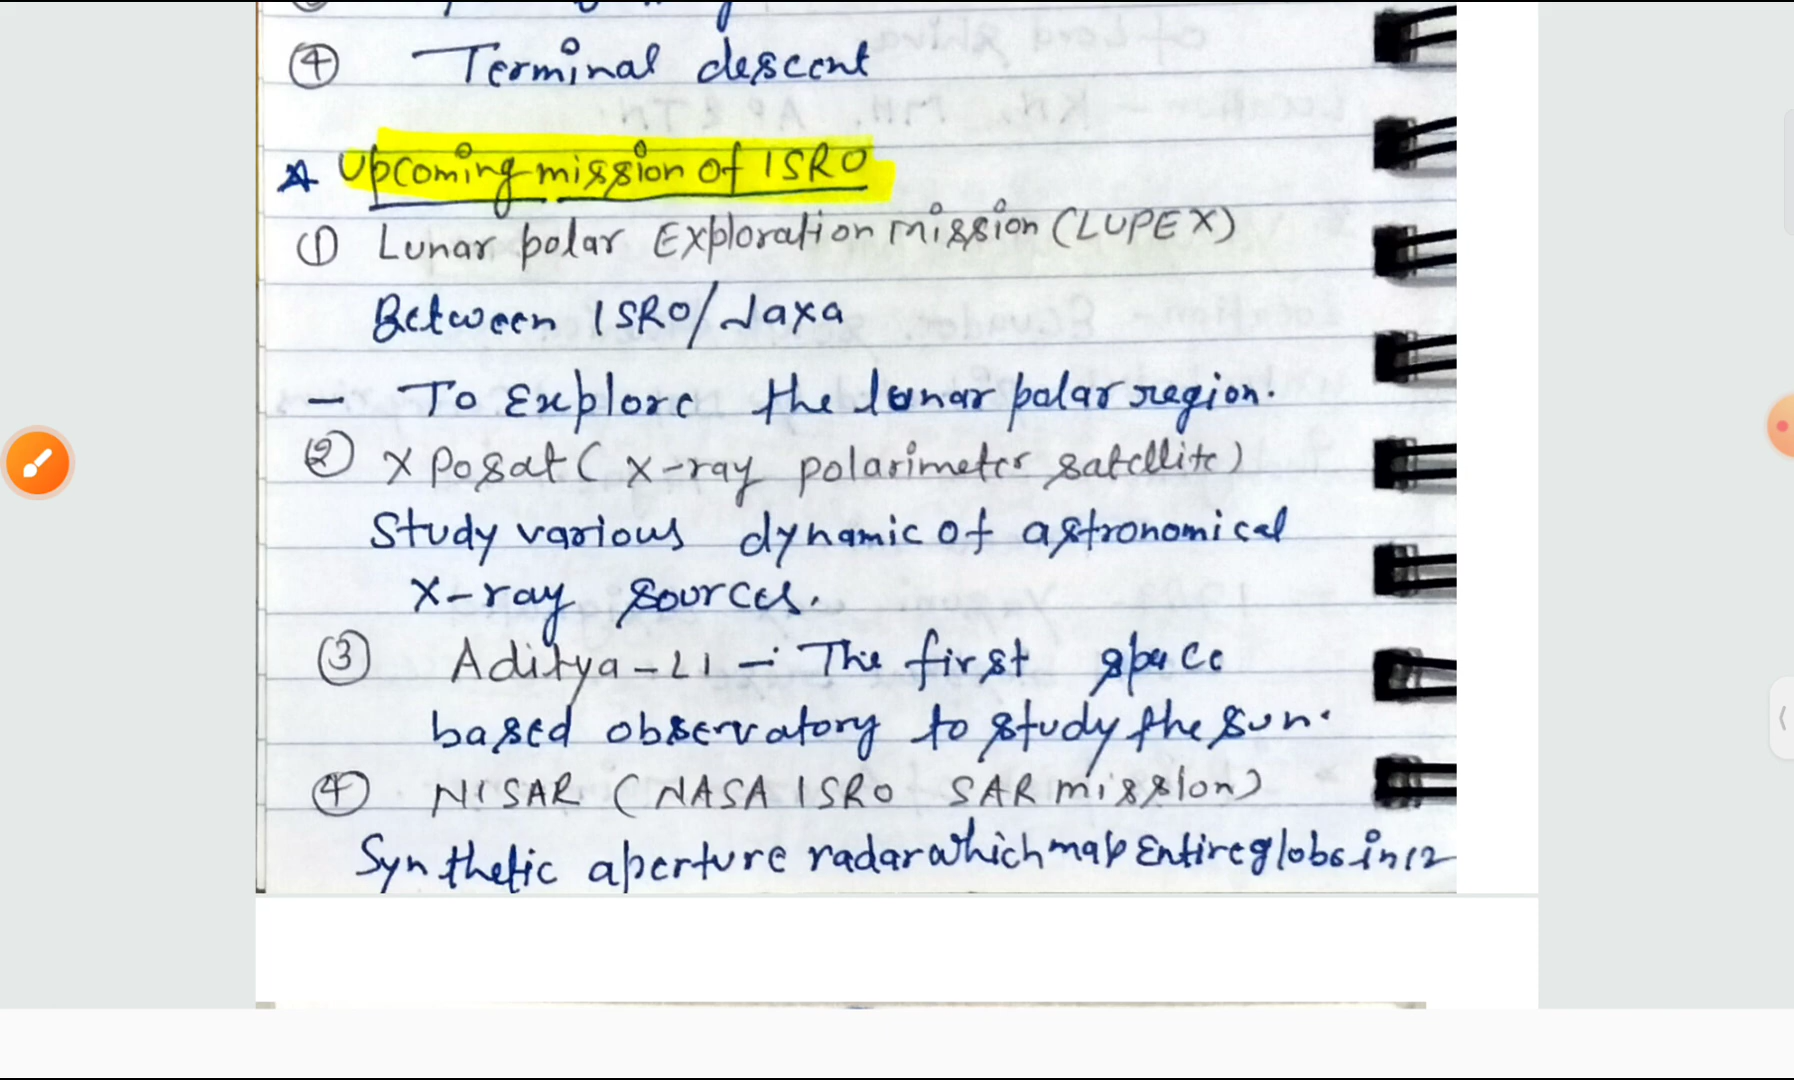 ④ Terminal descent
Upcoming mission of ISRO
① Lunar polar Exploration mission (LUPEX)
Between ISRO/Jaxa
- To Explore the lunar polar region.
② X Posat ( X-ray polarimeter satellite)
Study various dynamic of astronomical
X-ray sources.
③ Aditya-L1 - The first space
based observatory to study the sun.
④ NISAR (NASA ISRO SAR mission)
Synthetic aperture radar which map Entire globe in 12